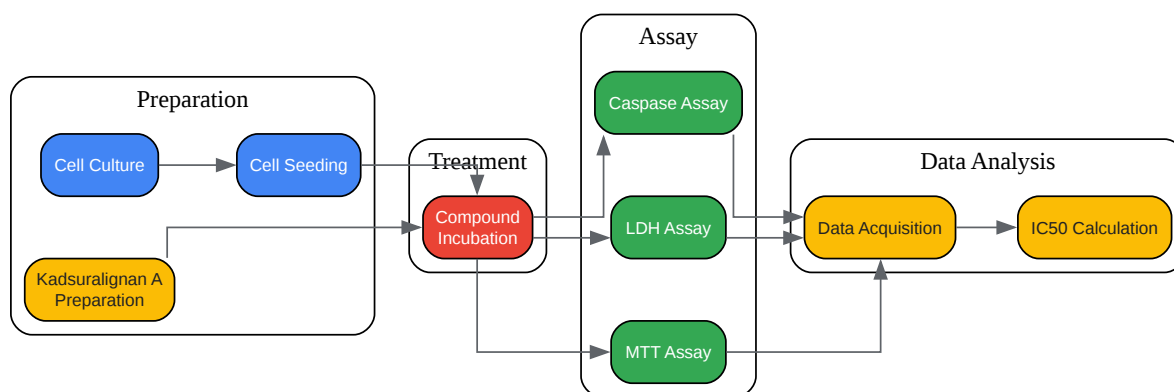 Preparation
Cell Culture
Cell Seeding
Kadsuralignan A
Preparation
Treatment
Compound
Incubation
Assay
Caspase Assay
LDH Assay
MTT Assay
Data Analysis
Data Acquisition
IC50 Calculation